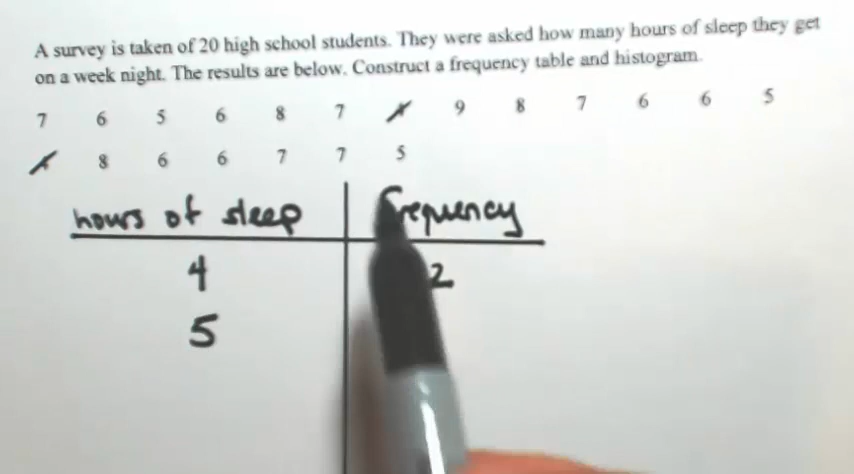 A survey is taken of 20 high school students. They were asked how many hours of sleep they get
on a week night. The results are below. Construct a frequency table and histogram.
7 6 5 6 8 7 9 8 7 6 6 5
8 6 6 7 7 5
hours of sleep frequency
4 2
5